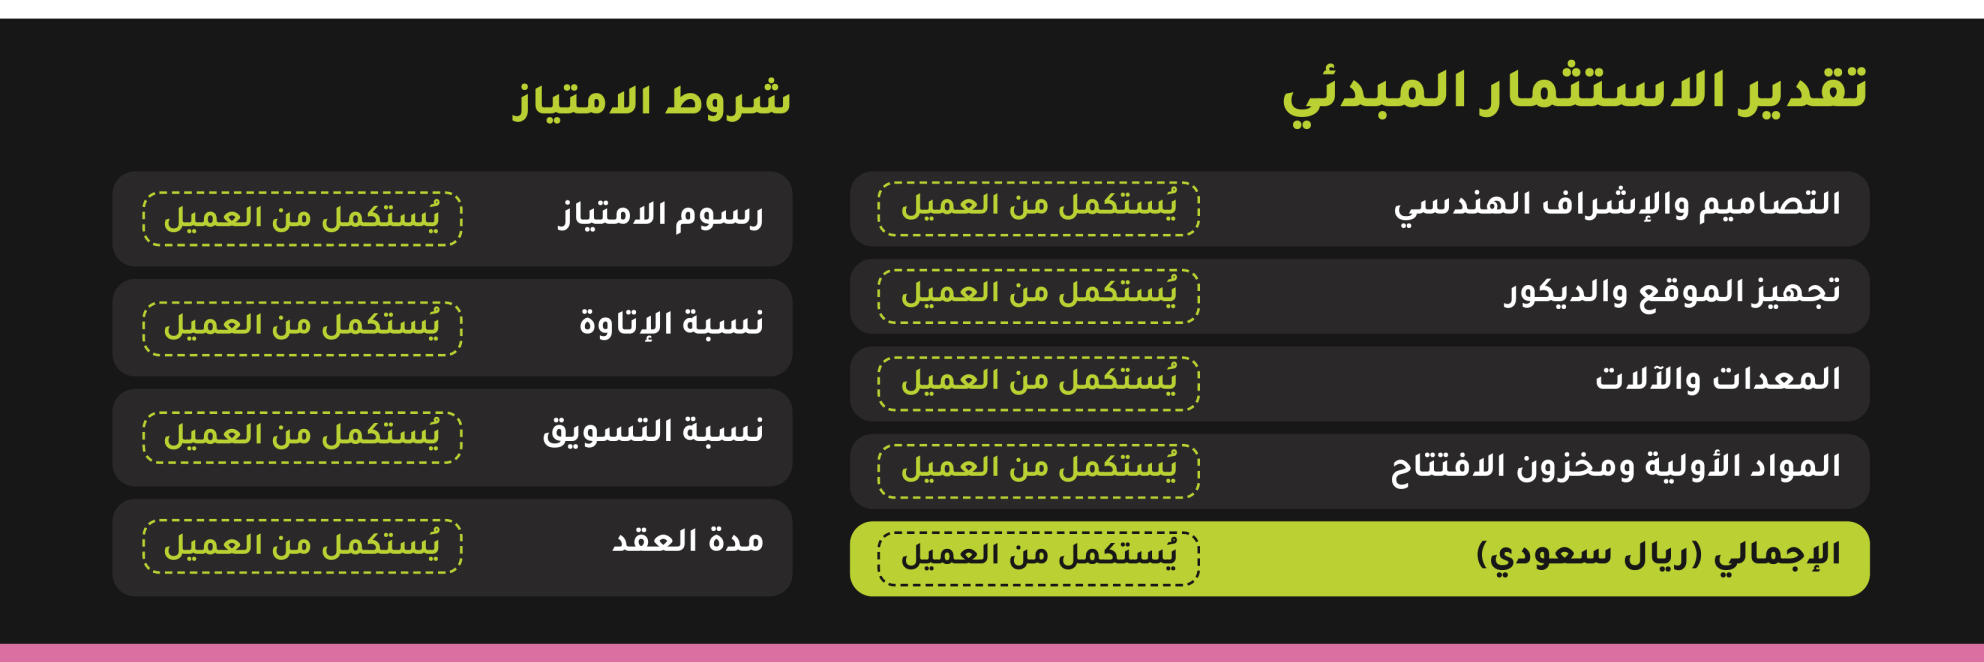 تقدير الاستثمار المبدئي
التصاميم والإشراف الهندسي
يُستكمل من العميل
تجهيز الموقع والديكور
يُستكمل من العميل
المعدات والآلات
يُستكمل من العميل
المواد الأولية ومخزون الافتتاح
يُستكمل من العميل
الإجمالي (ريال سعودي)
يُستكمل من العميل
شروط الامتياز
رسوم الامتياز
يُستكمل من العميل
نسبة الإتاوة
يُستكمل من العميل
نسبة التسويق
يُستكمل من العميل
مدة العقد
يُستكمل من العميل